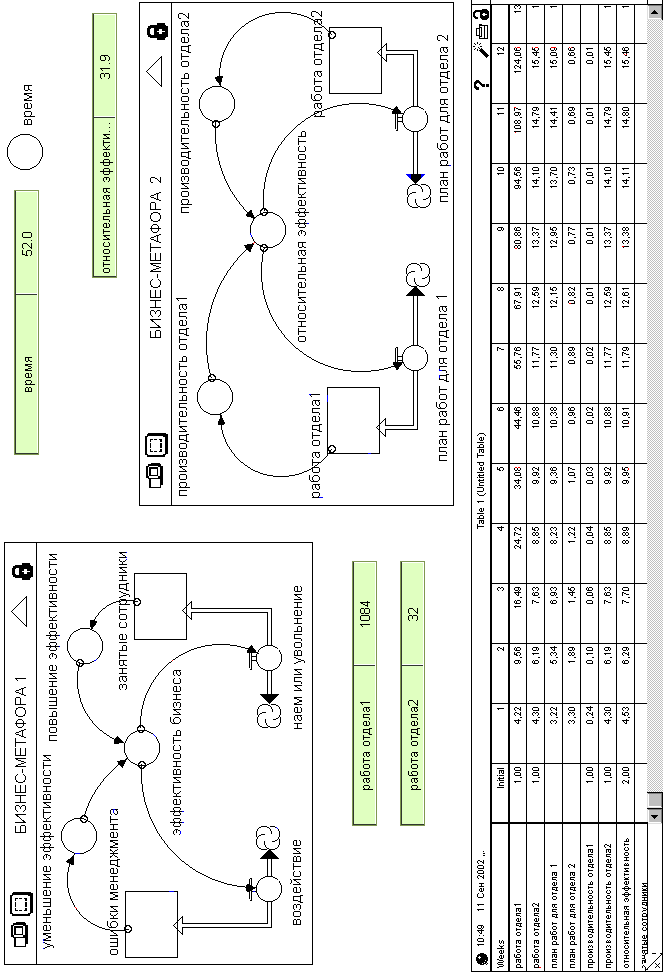 БИЗНЕС-МЕТАФОРА 1
уменьшение эффективности
повышение эффективности
ошибки менеджмента
занятые сотрудники
эффективность бизнеса
воздействие
наем или увольнение
время 52.0
время
относительная эффекти... 31.9
БИЗНЕС-МЕТАФОРА 2
производительность отдела1
производительность отдела2
работа отдела1
работа отдела2
относительная эффективность
план работ для отдела 1
план работ для отдела 2
работа отдела1 1084
работа отдела2 32
10:49 11 Сен 2002 Table 1 (Untitled Table) ?
Weeks Initial 1 2 3 4 5 6 7 8 9 10 11 12
работа отдела1 1,00 4,22 9,56 16,49 24,72 34,08 44,46 55,76 67,91 80,86 94,56 108,97 124,06 13
работа отдела2 1,00 4,30 6,19 7,63 8,85 9,92 10,88 11,77 12,59 13,37 14,10 14,79 15,45 1
план работ для отдела 1 3,22 5,34 6,93 8,23 9,36 10,38 11,30 12,15 12,95 13,70 14,41 15,09 1
план работ для отдела 2 3,30 1,89 1,45 1,22 1,07 0,96 0,89 0,82 0,77 0,73 0,69 0,66
производительность отдела1 1,00 0,24 0,10 0,06 0,04 0,03 0,02 0,02 0,01 0,01 0,01 0,01 0,01
производительность отдела2 1,00 4,30 6,19 7,63 8,85 9,92 10,88 11,77 12,59 13,37 14,10 14,79 15,45 1
относительная эффективность 2,00 4,53 6,29 7,70 8,89 9,95 10,91 11,79 12,61 13,38 14,11 14,80 15,46 1
занятые сотрудники